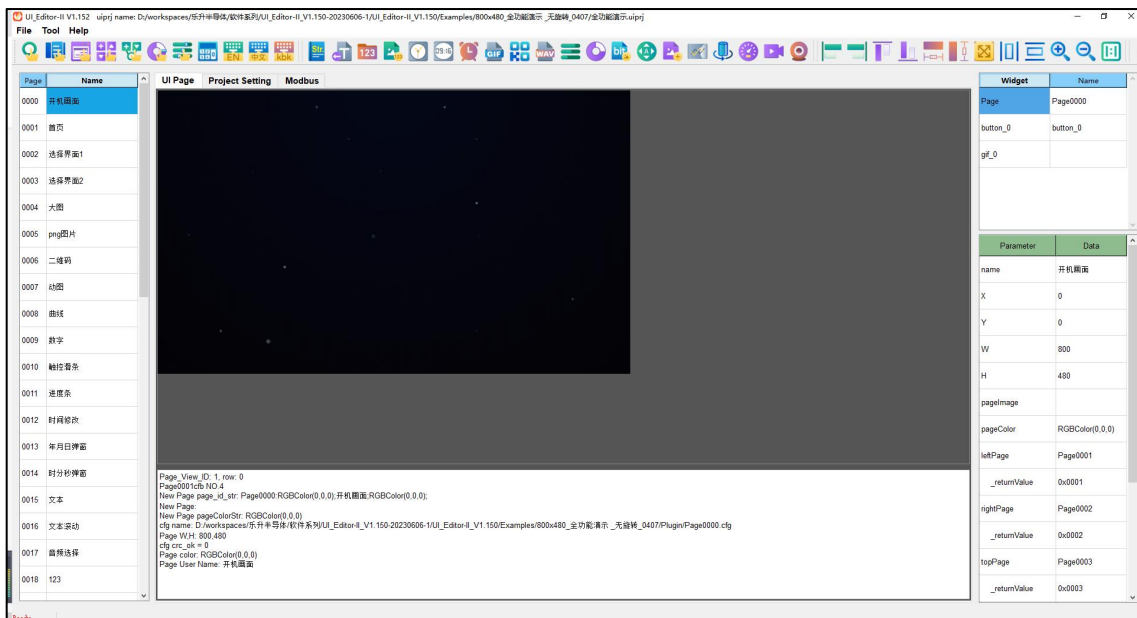 UI_Editor-II V1.152 uiprj name: D:/workspaces/乐升半导体/软件系列/UI_Editor-II_V1.150-20230606-1/UI_Editor-II_V1.150/Examples/800x480_全功能演示 _无旋转_0407/全功能演示.uiprj
File Tool Help
EN 中文 kbk Str T 123 09:16 GIF WAV bit
Page Name
0000 开机画面
0001 首页
0002 选择界面1
0003 选择界面2
0004 大图
0005 png图片
0006 二维码
0007 动图
0008 曲线
0009 数字
0010 触控滑条
0011 进度条
0012 时间修改
0013 年月日弹窗
0014 时分秒弹窗
0015 文本
0016 文本滚动
0017 音频选择
0018 123
UI Page Project Setting Modbus
Page_View_ID: 1, row: 0
Page0001cfb NO.4
New Page page_id_str: Page0000:RGBColor(0,0,0);开机画面;RGBColor(0,0,0);
New Page:
New Page pageColorStr: RGBColor(0,0,0)
cfg name: D:/workspaces/乐升半导体/软件系列/UI_Editor-II_V1.150-20230606-1/UI_Editor-II_V1.150/Examples/800x480_全功能演示 _无旋转_0407/Plugin/Page0000.cfg
Page W,H: 800,480
cfg crc_ok = 0
Page color: RGBColor(0,0,0)
Page User Name: 开机画面
Widget Name
Page Page0000
button_0 button_0
gif_0
Parameter Data
name 开机画面
X 0
Y 0
W 800
H 480
pageImage
pageColor RGBColor(0,0,0)
leftPage Page0001
_returnValue 0x0001
rightPage Page0002
_returnValue 0x0002
topPage Page0003
_returnValue 0x0003